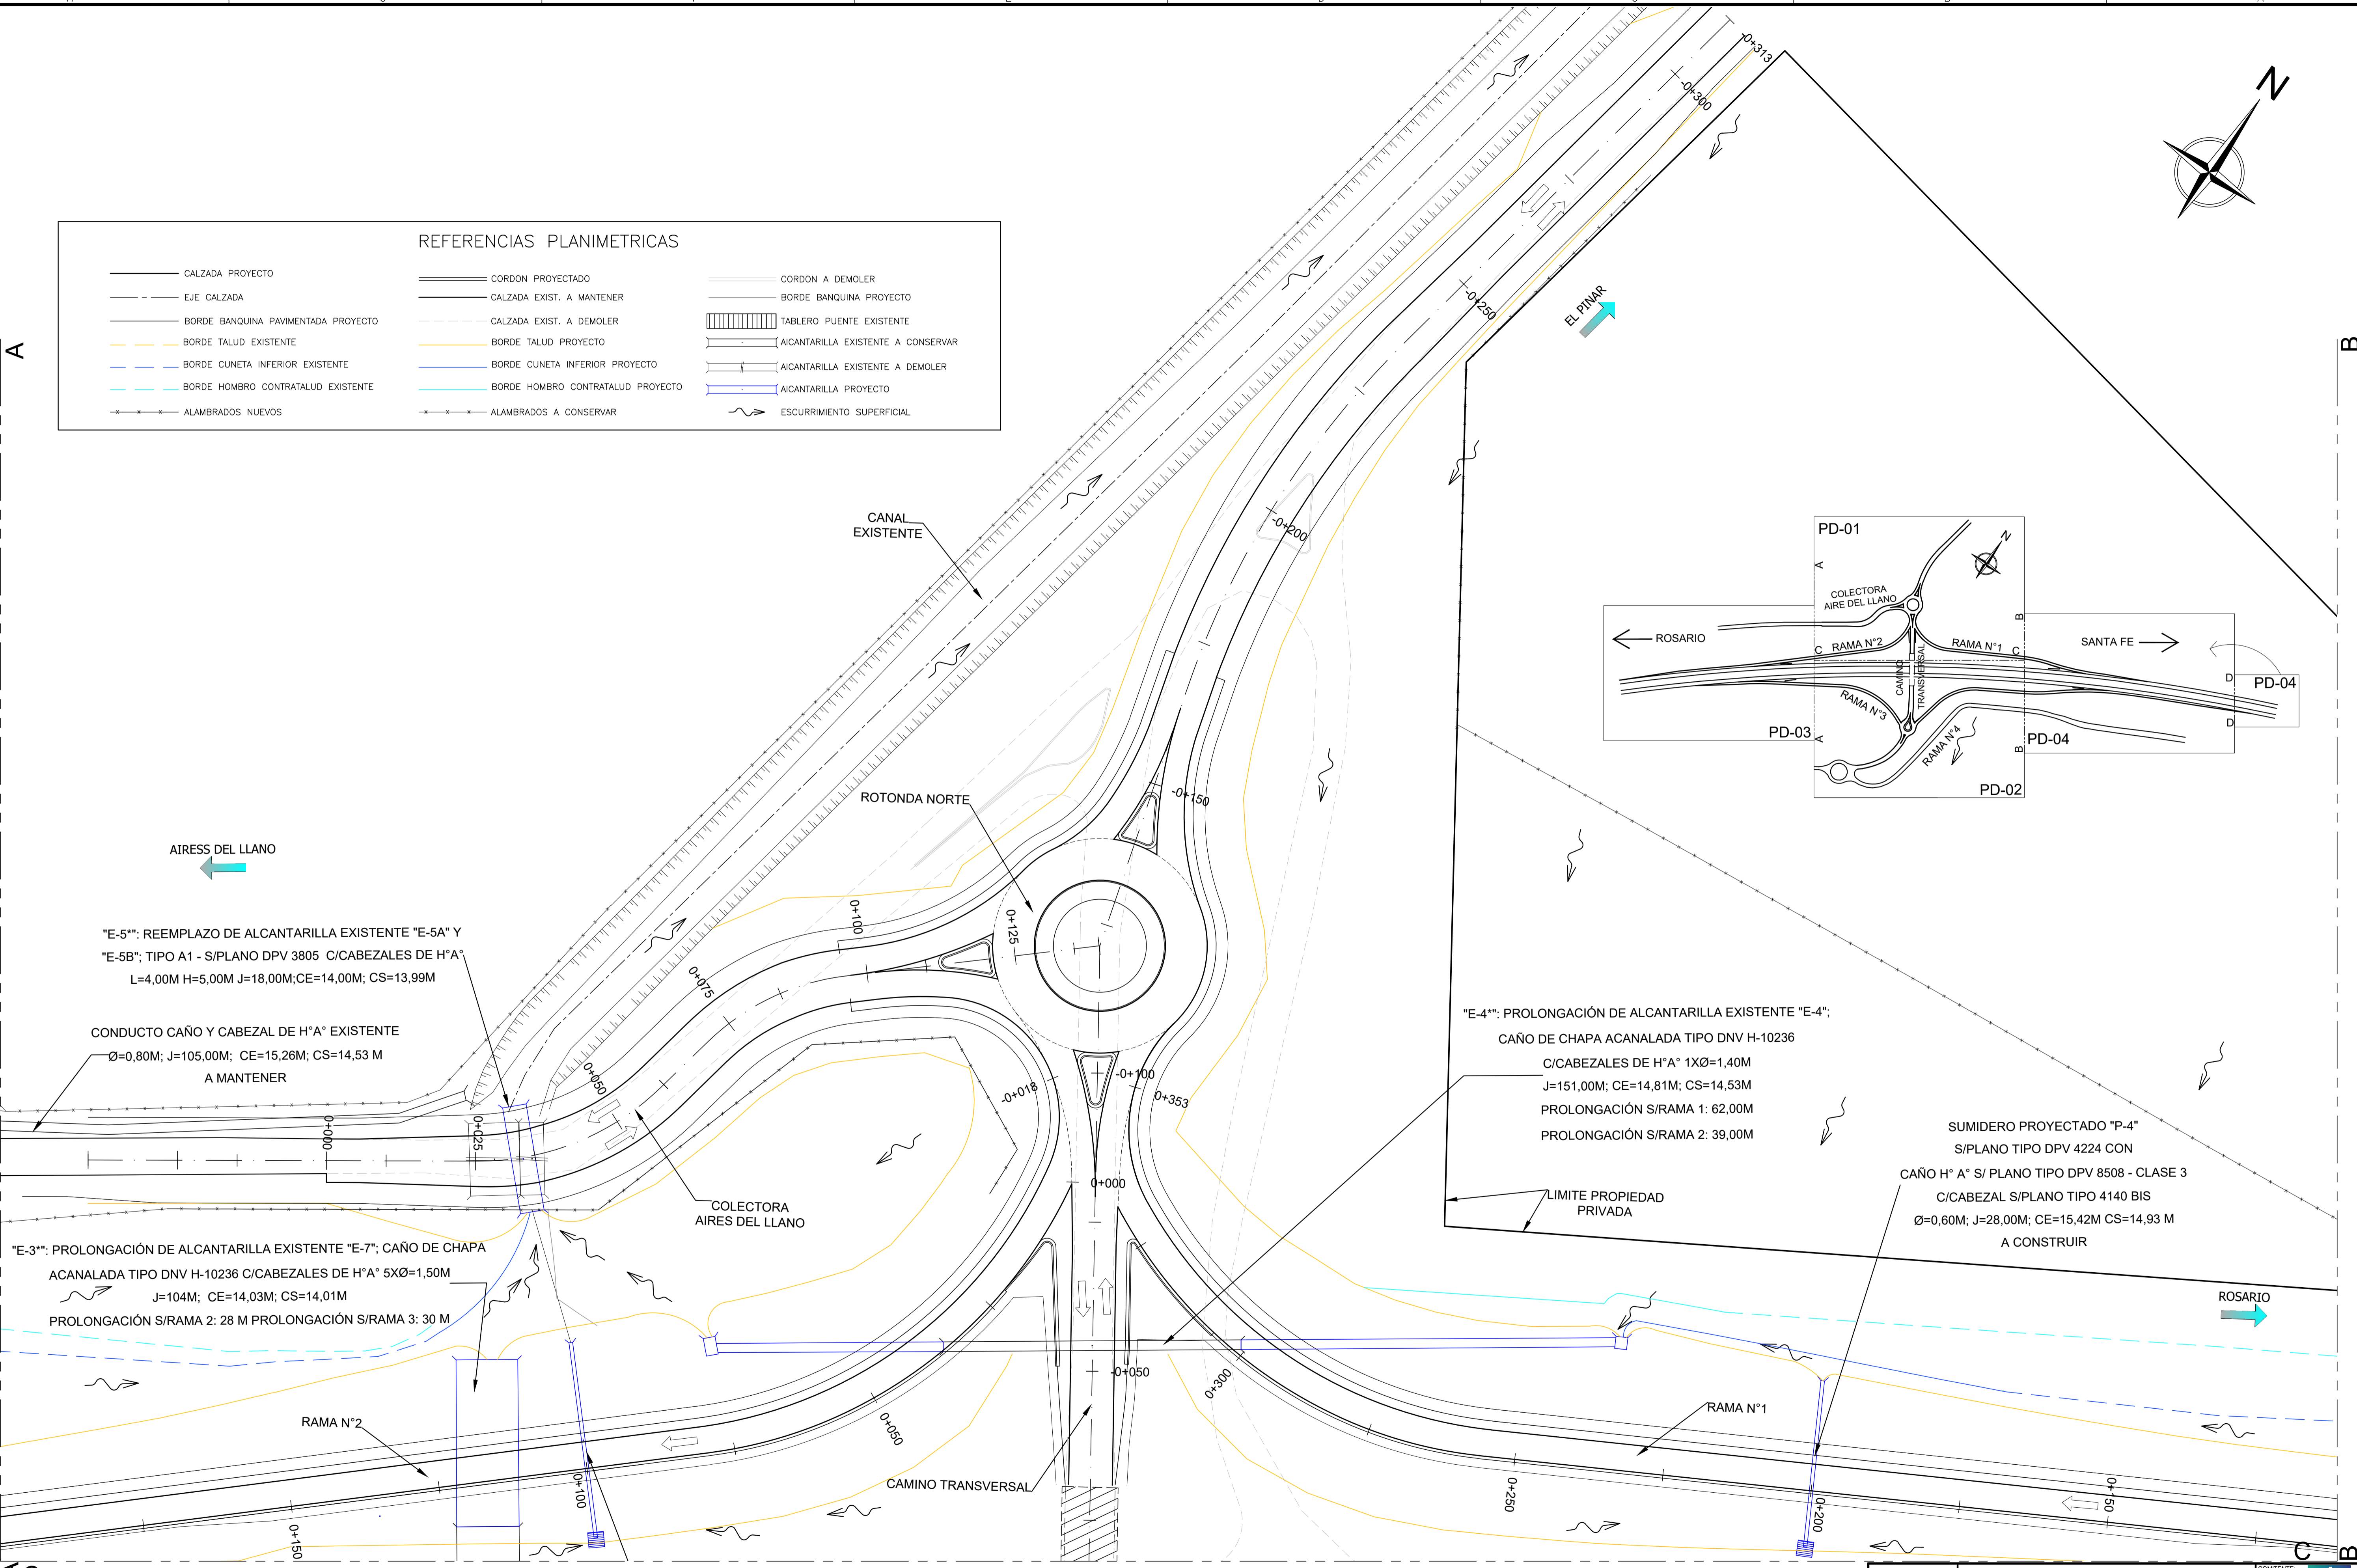 REFERENCIAS PLANIMETRICAS
CALZADA PROYECTO
EJE CALZADA
BORDE BANQUINA PAVIMENTADA PROYECTO
BORDE TALUD EXISTENTE
BORDE CUNETA INFERIOR EXISTENTE
BORDE HOMBRO CONTRATALUD EXISTENTE
ALAMBRADOS NUEVOS
CORDON PROYECTADO
CALZADA EXIST. A MANTENER
CALZADA EXIST. A DEMOLER
BORDE TALUD PROYECTO
BORDE CUNETA INFERIOR PROYECTO
BORDE HOMBRO CONTRATALUD PROYECTO
ALAMBRADOS A CONSERVAR
CORDON A DEMOLER
BORDE BANQUINA PROYECTO
TABLERO PUENTE EXISTENTE
AlCANTARILLA EXISTENTE A CONSERVAR
AlCANTARILLA EXISTENTE A DEMOLER
AlCANTARILLA PROYECTO
ESCURRIMIENTO SUPERFICIAL
N
A
B
-0+313
-0+300
-0+250
-0+200
-0+150
EL PINAR
CANAL
EXISTENTE
ROTONDA NORTE
AIRESS DEL LLANO
PD-01
A
N
COLECTORA
AIRE DEL LLANO
B
ROSARIO
SANTA FE
C
RAMA N°2
RAMA N°1
C
CAMINO
TRANSVERSAL
RAMA N°3
RAMA N°4
D
PD-04
D
PD-03
A
B
PD-04
PD-02
"E-5*": REEMPLAZO DE ALCANTARILLA EXISTENTE "E-5A" Y
"E-5B"; TIPO A1 - S/PLANO DPV 3805 C/CABEZALES DE H°A°
L=4,00M H=5,00M J=18,00M;CE=14,00M; CS=13,99M
CONDUCTO CAÑO Y CABEZAL DE H°A° EXISTENTE
Ø=0,80M; J=105,00M; CE=15,26M; CS=14,53 M
A MANTENER
0+000
0+025
0+050
0+075
0+100
0+125
-0+018
-0+100
0+353
0+000
-0+050
0+300
COLECTORA
AIRES DEL LLANO
"E-4*": PROLONGACIÓN DE ALCANTARILLA EXISTENTE "E-4";
CAÑO DE CHAPA ACANALADA TIPO DNV H-10236
C/CABEZALES DE H°A° 1XØ=1,40M
J=151,00M; CE=14,81M; CS=14,53M
PROLONGACIÓN S/RAMA 1: 62,00M
PROLONGACIÓN S/RAMA 2: 39,00M
LIMITE PROPIEDAD
PRIVADA
SUMIDERO PROYECTADO "P-4"
S/PLANO TIPO DPV 4224 CON
CAÑO H° A° S/ PLANO TIPO DPV 8508 - CLASE 3
C/CABEZAL S/PLANO TIPO 4140 BIS
Ø=0,60M; J=28,00M; CE=15,42M CS=14,93 M
A CONSTRUIR
"E-3*": PROLONGACIÓN DE ALCANTARILLA EXISTENTE "E-7"; CAÑO DE CHAPA
ACANALADA TIPO DNV H-10236 C/CABEZALES DE H°A° 5XØ=1,50M
J=104M; CE=14,03M; CS=14,01M
PROLONGACIÓN S/RAMA 2: 28 M PROLONGACIÓN S/RAMA 3: 30 M
ROSARIO
RAMA N°2
0+050
0+100
0+150
CAMINO TRANSVERSAL
RAMA N°1
0+250
0+200
0+150
C
B